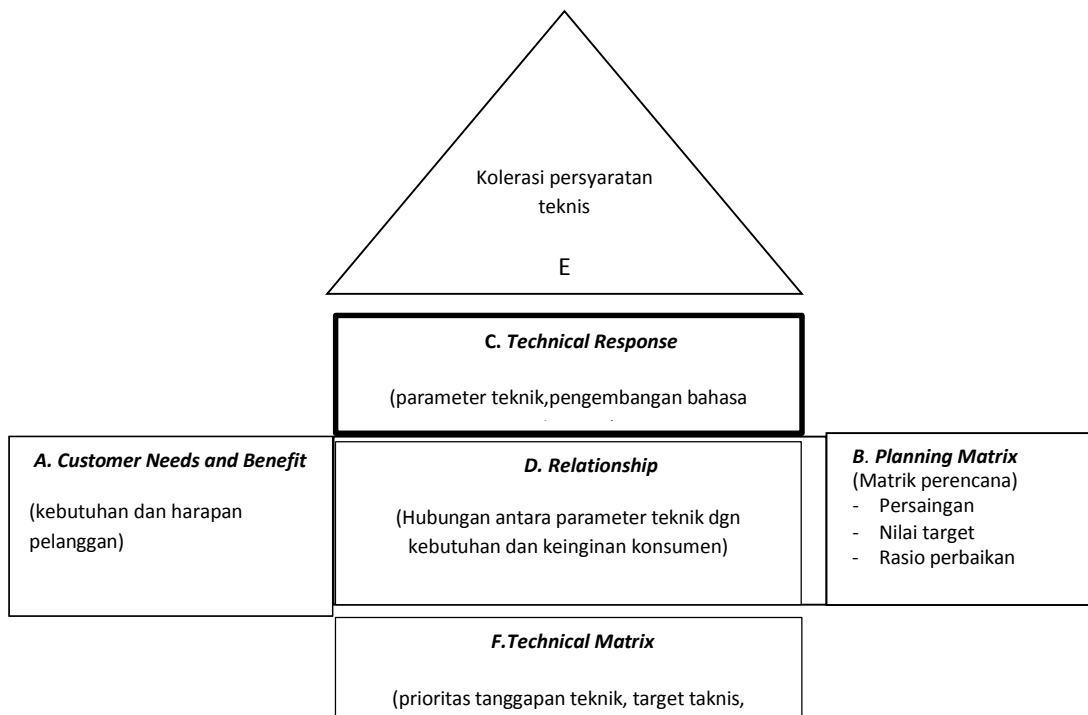 Kolerasi persyaratan
teknis
E
C. Technical Response
(parameter teknik,pengembangan bahasa
A. Customer Needs and Benefit
(kebutuhan dan harapan
pelanggan)
D. Relationship
(Hubungan antara parameter teknik dgn
kebutuhan dan keinginan konsumen)
B. Planning Matrix
(Matrik perencana)
- Persaingan
- Nilai target
- Rasio perbaikan
F.Technical Matrix
(prioritas tanggapan teknik, target taknis,